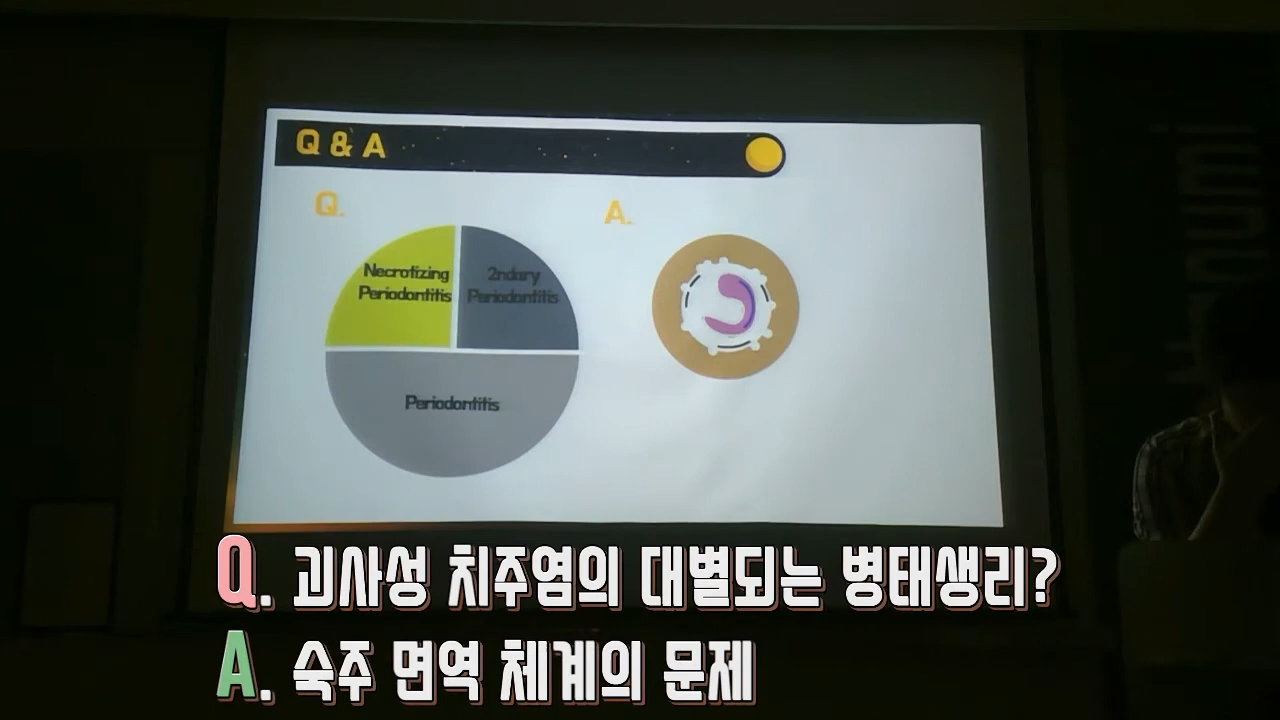 Q & A
Q.
A.
Necrotizing
Periodontitis
2ndary
Periodontitis
Periodontitis
Q. 괴사성 치주염의 대별되는 병태생리?
A. 숙주 면역 체계의 문제